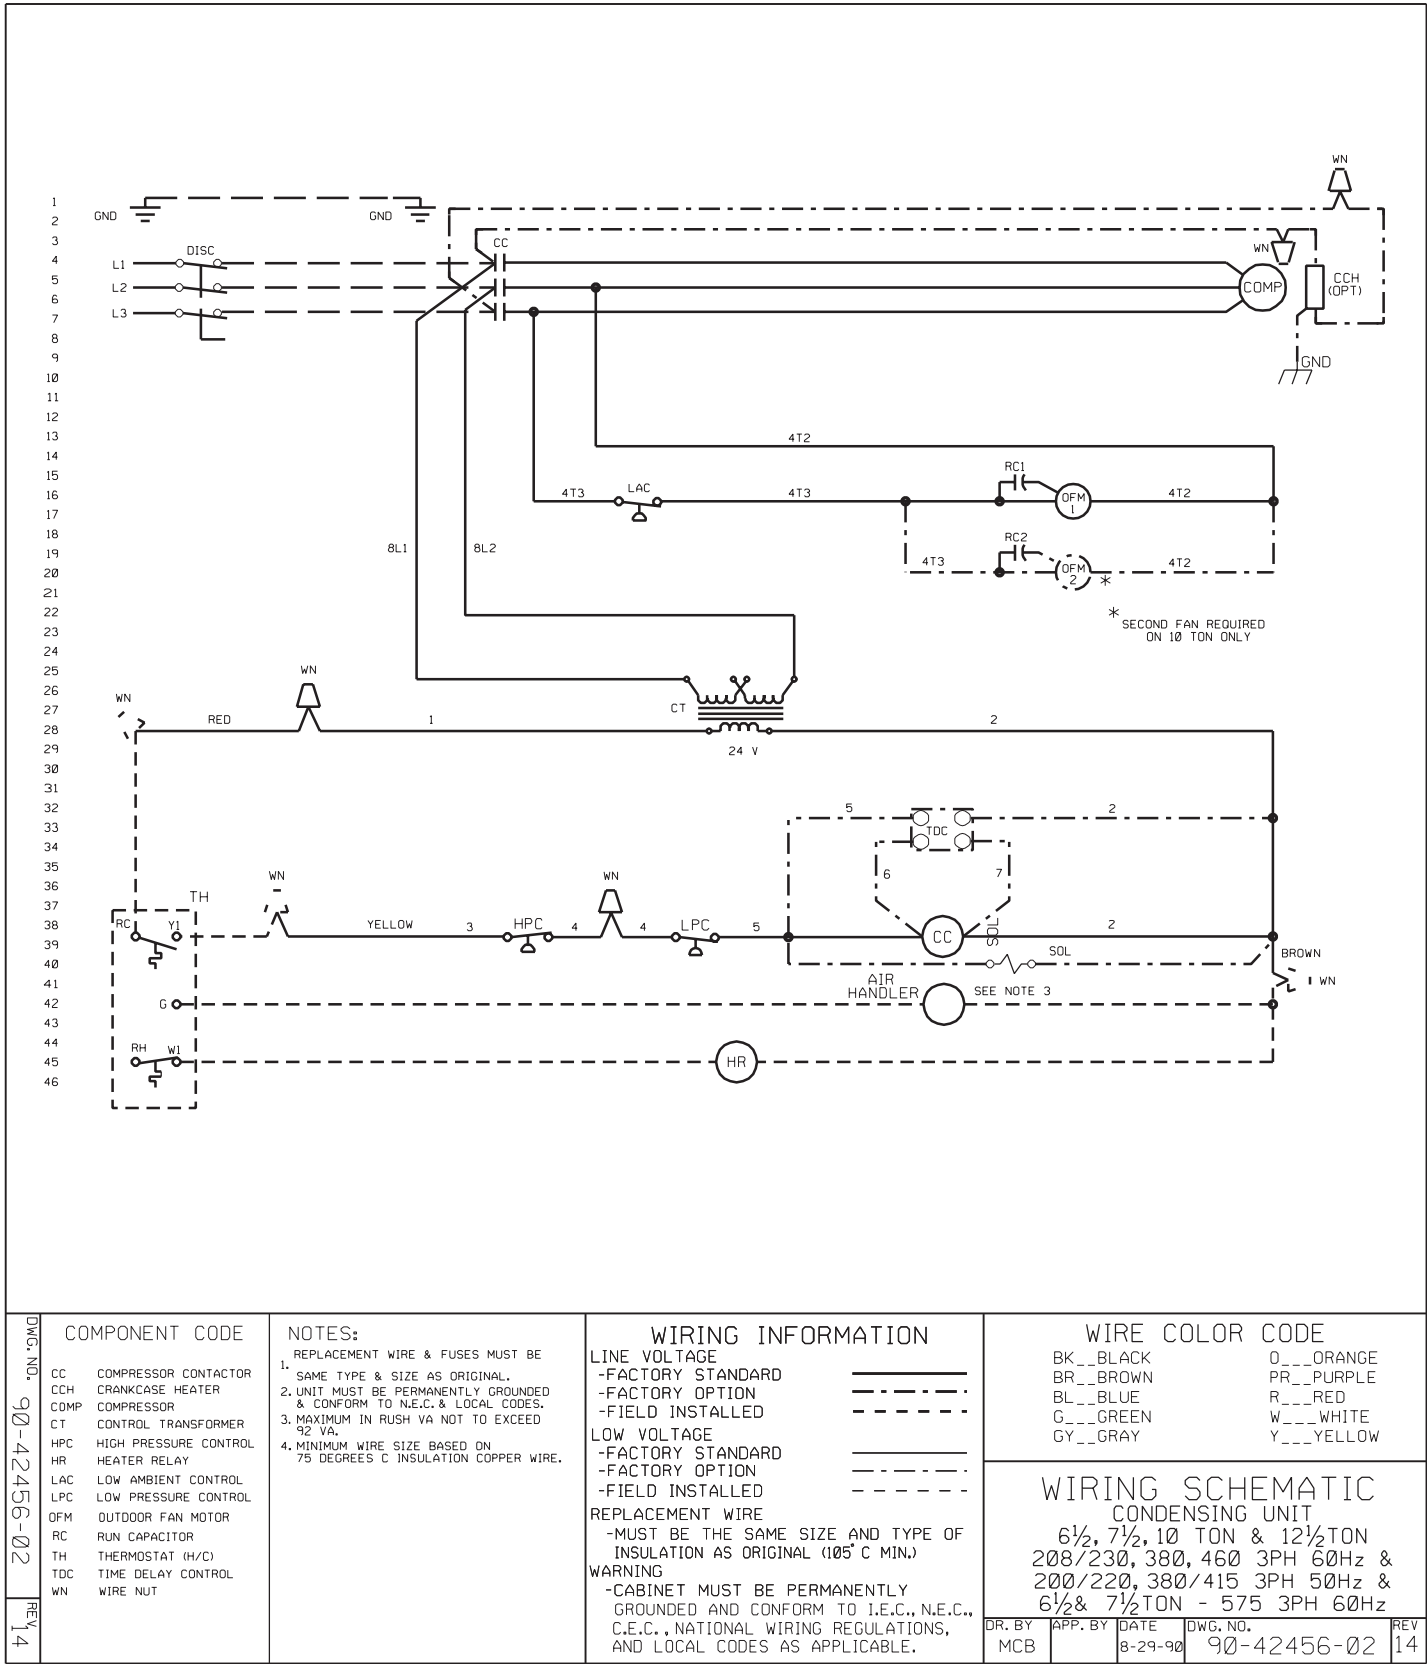 WN
1
GND
GND
2
3
DISC
CC
WN
4
L1
5
L2
COMP
CCH
(OPT)
6
7
L3
8
9
GND
10
11
12
13
4T2
14
15
RC1
16
4T3
LAC
4T3
OFM
1
4T2
17
18
RC2
19
8L1
8L2
4T3
20
OFM
2
*
4T2
21
22
* SECOND FAN REQUIRED
ON 10 TON ONLY
23
24
25
WN
26
WN
27
CT
RED
1
2
28
29
24 V
30
31
32
5
2
33
TDC
34
35
36
WN
WN
6
7
37
TH
38
RC
Y1
YELLOW
3
HPC
4
4
LPC
5
CC
SOL
2
39
40
SOL
BROWN
41
AIR
HANDLER
SEE NOTE 3
WN
42
G
43
44
RH
W1
45
HR
46
DWG. NO. 90-42456-02
REV 14
COMPONENT CODE
CC COMPRESSOR CONTACTOR
CCH CRANKCASE HEATER
COMP COMPRESSOR
CT CONTROL TRANSFORMER
HPC HIGH PRESSURE CONTROL
HR HEATER RELAY
LAC LOW AMBIENT CONTROL
LPC LOW PRESSURE CONTROL
OFM OUTDOOR FAN MOTOR
RC RUN CAPACITOR
TH THERMOSTAT (H/C)
TDC TIME DELAY CONTROL
WN WIRE NUT
NOTES:
1. REPLACEMENT WIRE & FUSES MUST BE
SAME TYPE & SIZE AS ORIGINAL.
2. UNIT MUST BE PERMANENTLY GROUNDED
& CONFORM TO N.E.C. & LOCAL CODES.
3. MAXIMUM IN RUSH VA NOT TO EXCEED
92 VA.
4. MINIMUM WIRE SIZE BASED ON
75 DEGREES C INSULATION COPPER WIRE.
WIRING INFORMATION
LINE VOLTAGE
-FACTORY STANDARD
-FACTORY OPTION
-FIELD INSTALLED
LOW VOLTAGE
-FACTORY STANDARD
-FACTORY OPTION
-FIELD INSTALLED
REPLACEMENT WIRE
-MUST BE THE SAME SIZE AND TYPE OF
INSULATION AS ORIGINAL (105°C MIN.)
WARNING
-CABINET MUST BE PERMANENTLY
GROUNDED AND CONFORM TO I.E.C., N.E.C.,
C.E.C., NATIONAL WIRING REGULATIONS,
AND LOCAL CODES AS APPLICABLE.
WIRE COLOR CODE
BK__BLACK O___ORANGE
BR__BROWN PR__PURPLE
BL__BLUE R___RED
G___GREEN W___WHITE
GY__GRAY Y___YELLOW
WIRING SCHEMATIC
CONDENSING UNIT
6½, 7½, 10 TON & 12½TON
208/230, 380, 460 3PH 60Hz &
200/220, 380/415 3PH 50Hz &
6½& 7½TON - 575 3PH 60Hz
DR. BY
MCB
APP. BY
DATE
8-29-90
DWG. NO.
90-42456-02
REV
14